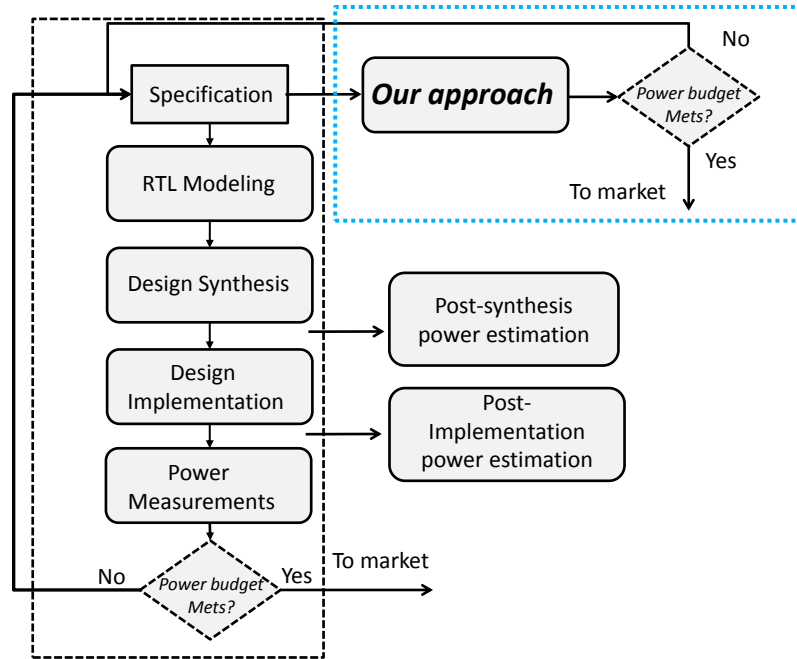 No
Specification
Our approach
Power budget
Mets?
Yes
To market
RTL Modeling
Design Synthesis
Post-synthesis
power estimation
Design
Implementation
Post-
Implementation
power estimation
Power
Measurements
No
Power budget
Mets?
Yes
To market